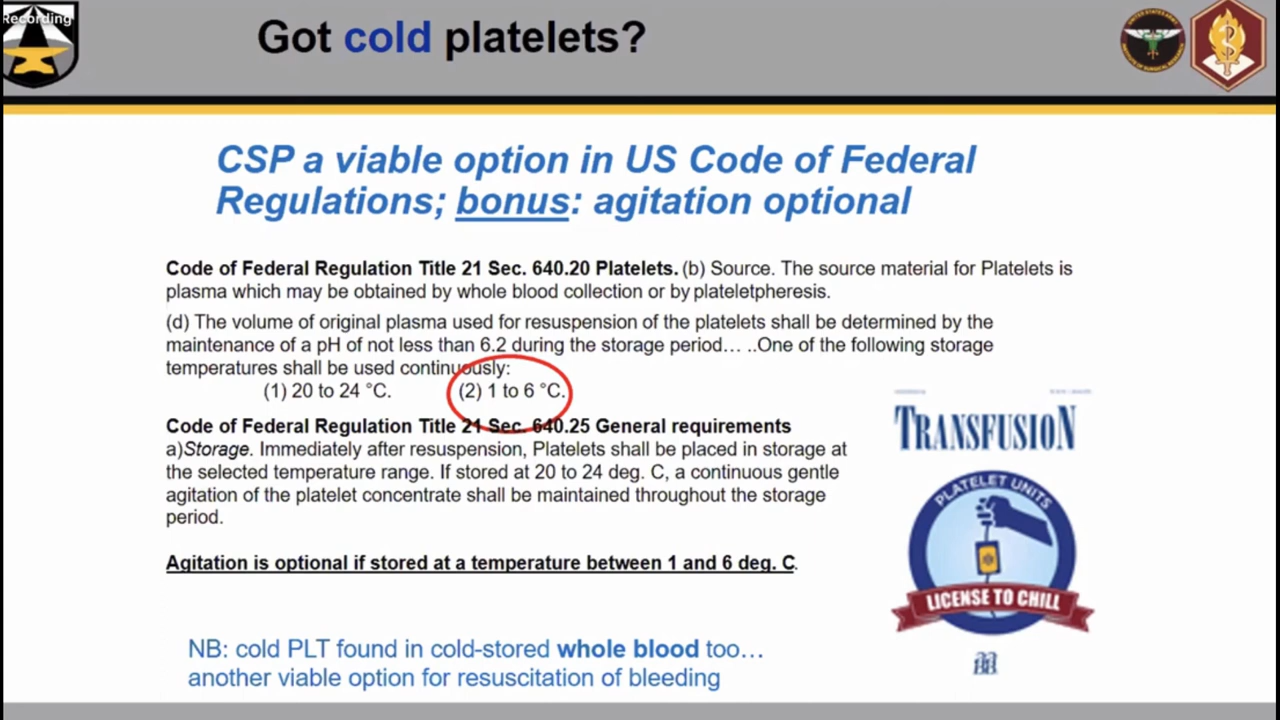 Recording
Got cold platelets?
CSP a viable option in US Code of Federal
Regulations; bonus: agitation optional
Code of Federal Regulation Title 21 Sec. 640.20 Platelets. (b) Source. The source material for Platelets is
plasma which may be obtained by whole blood collection or by plateletpheresis.
(d) The volume of original plasma used for resuspension of the platelets shall be determined by the
maintenance of a pH of not less than 6.2 during the storage period… ..One of the following storage
temperatures shall be used continuously:
(1) 20 to 24 °C. (2) 1 to 6 °C.
Code of Federal Regulation Title 21 Sec. 640.25 General requirements
a)Storage. Immediately after resuspension, Platelets shall be placed in storage at
the selected temperature range. If stored at 20 to 24 deg. C, a continuous gentle
agitation of the platelet concentrate shall be maintained throughout the storage
period.
Agitation is optional if stored at a temperature between 1 and 6 deg. C.
TRANSFUSION
PLATELET UNITS
LICENSE TO CHILL
NB: cold PLT found in cold-stored whole blood too…
another viable option for resuscitation of bleeding